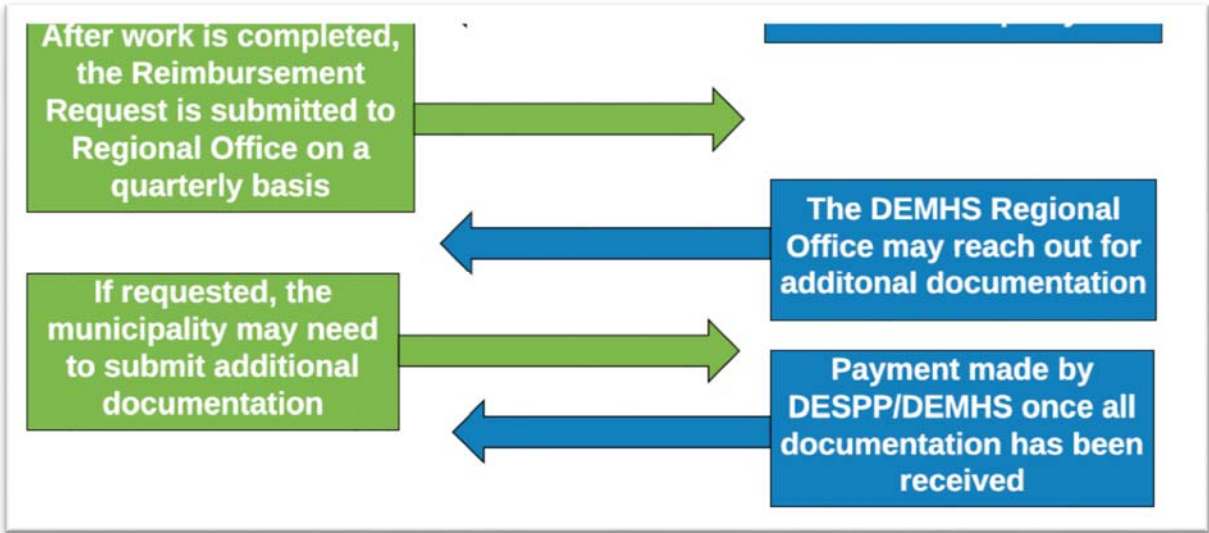 After work is completed,
the Reimbursement
Request is submitted to
Regional Office on a
quarterly basis
The DEMHS Regional
Office may reach out for
additonal documentation
If requested, the
municipality may need
to submit additional
documentation
Payment made by
DESPP/DEMHS once all
documentation has been
received